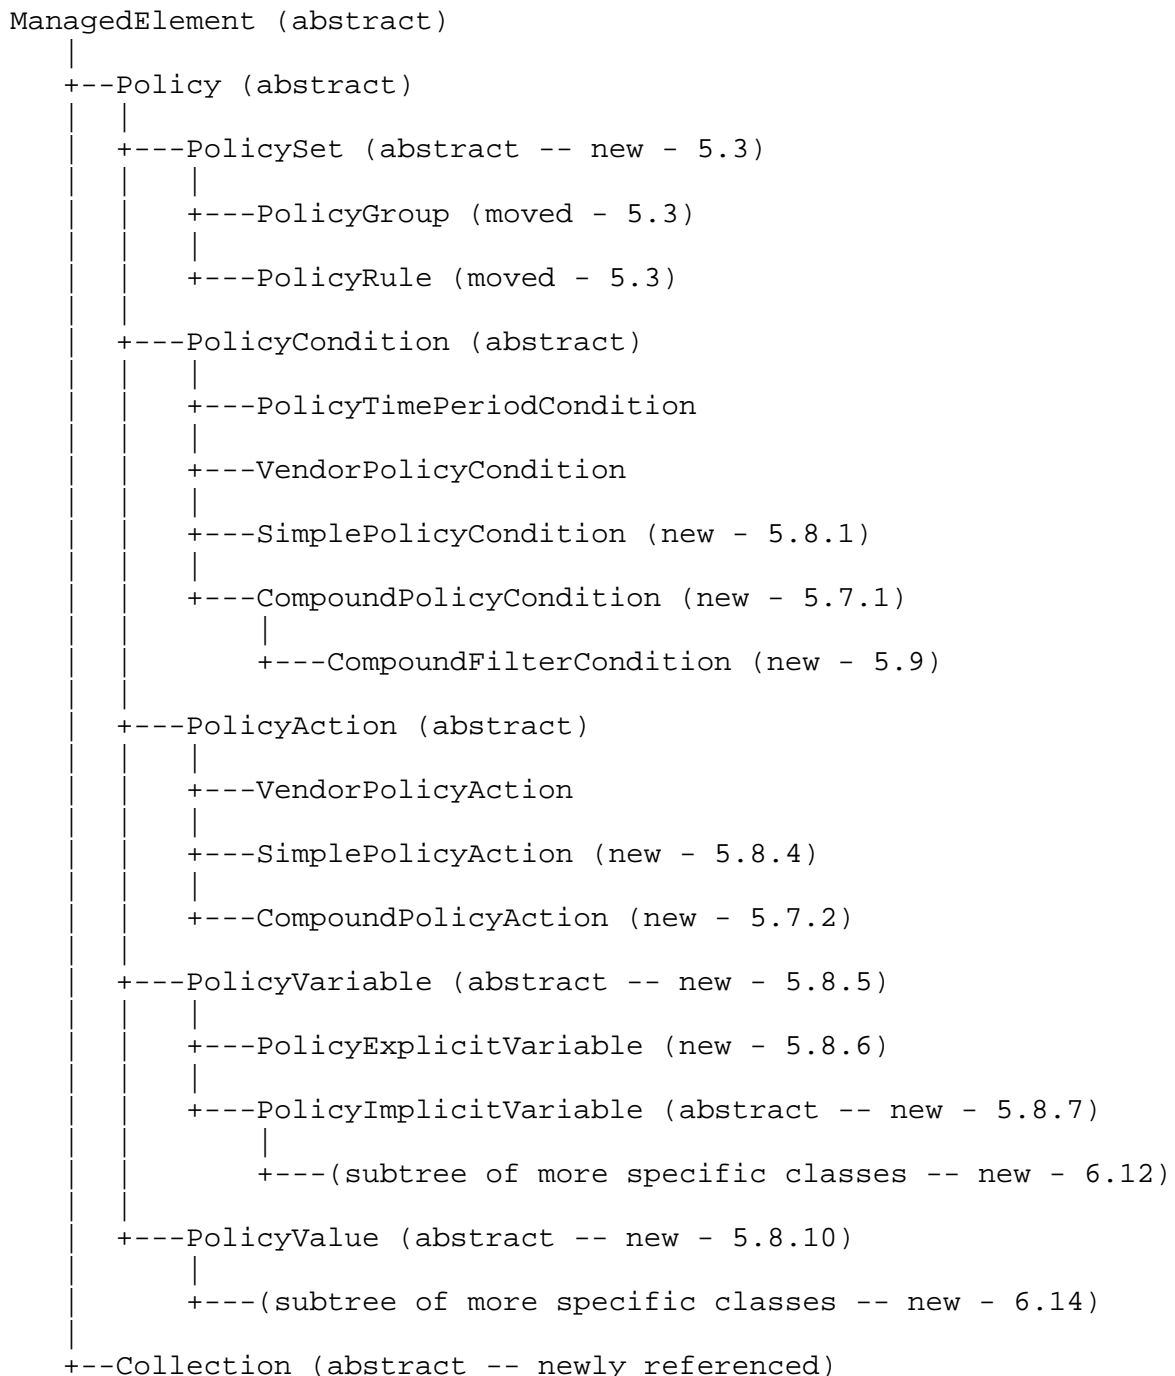 ManagedElement (abstract)
   |
   +--Policy (abstract)
   |  |
   |  +---PolicySet (abstract -- new - 5.3)
   |  |   |
   |  |   +---PolicyGroup (moved - 5.3)
   |  |   |
   |  |   +---PolicyRule (moved - 5.3)
   |  |
   |  +---PolicyCondition (abstract)
   |  |   |
   |  |   +---PolicyTimePeriodCondition
   |  |   |
   |  |   +---VendorPolicyCondition
   |  |   |
   |  |   +---SimplePolicyCondition (new - 5.8.1)
   |  |   |
   |  |   +---CompoundPolicyCondition (new - 5.7.1)
   |  |       |
   |  |       +---CompoundFilterCondition (new - 5.9)
   |  |
   |  +---PolicyAction (abstract)
   |  |   |
   |  |   +---VendorPolicyAction
   |  |   |
   |  |   +---SimplePolicyAction (new - 5.8.4)
   |  |   |
   |  |   +---CompoundPolicyAction (new - 5.7.2)
   |  |
   |  +---PolicyVariable (abstract -- new - 5.8.5)
   |  |   |
   |  |   +---PolicyExplicitVariable (new - 5.8.6)
   |  |   |
   |  |   +---PolicyImplicitVariable (abstract -- new - 5.8.7)
   |  |       |
   |  |       +---(subtree of more specific classes -- new - 6.12)
   |  |
   |  +---PolicyValue (abstract -- new - 5.8.10)
   |      |
   |      +---(subtree of more specific classes -- new - 6.14)
   |
   +--Collection (abstract -- newly referenced)